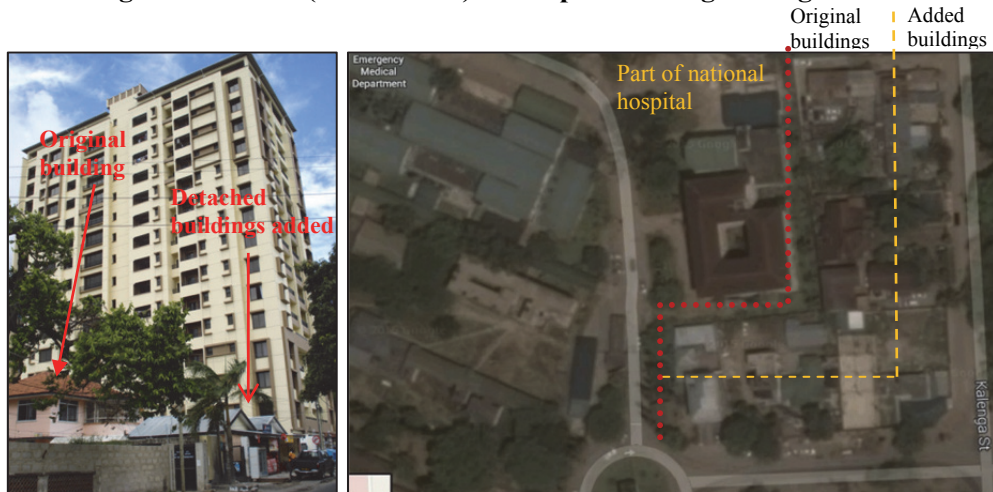 Original
buildings
Added
buildings
Emergency
Medical
Department
Part of national
hospital
Original
building
Detached
buildings added
Kalenga St